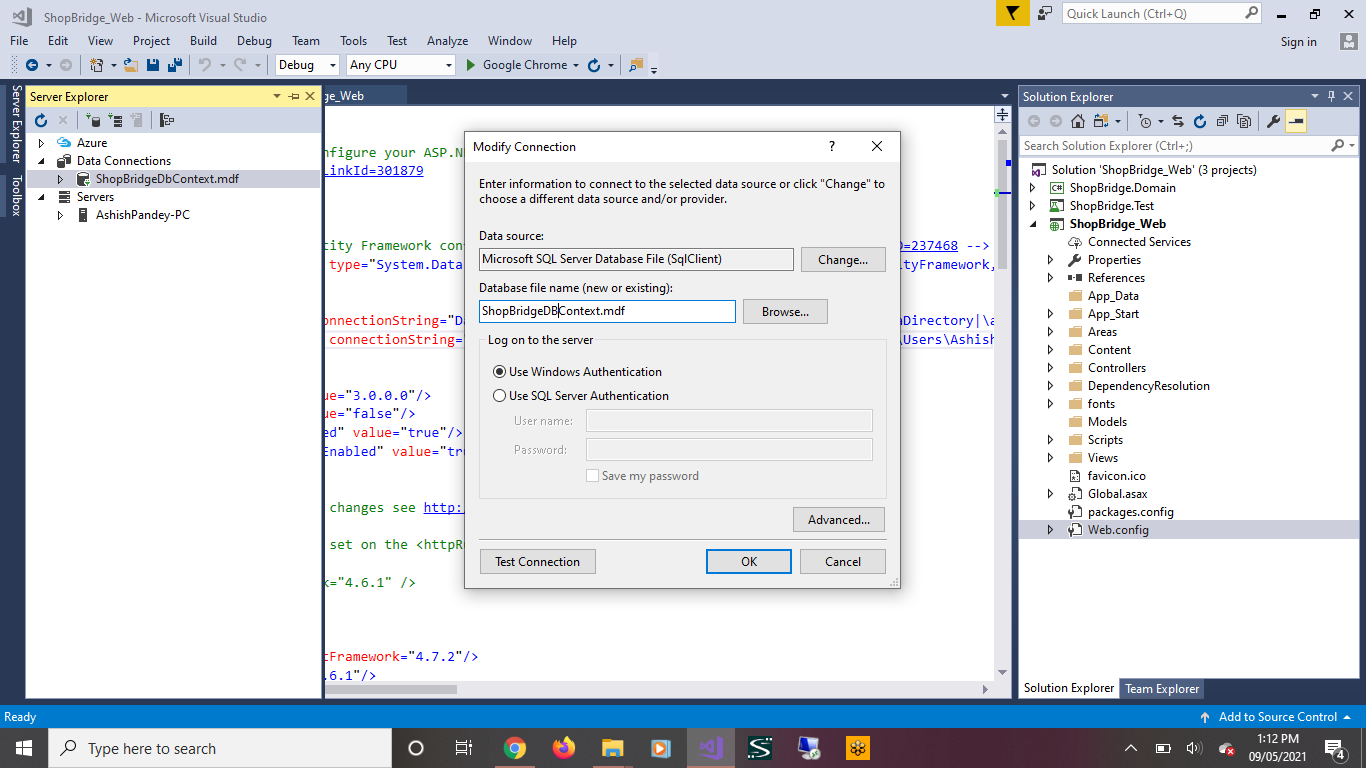 ShopBridge_Web - Microsoft Visual Studio
Quick Launch (Ctrl+Q)
File Edit View Project Build Debug Team Tools Test Analyze Window Help
Sign in
Debug Any CPU Google Chrome
Server Explorer
Toolbox
Server Explorer
Azure
Data Connections
ShopBridgeDbContext.mdf
Servers
AshishPandey-PC
ge_Web
nfigure your ASP.N
inkId=301879
ity Framework con
D=237468 -->
type="System.Data
ityFramework,
onnectionString="D
aDirectory|\a
connectionString="
\Users\Ashish
ue="3.0.0.0"/>
ue="false"/>
ed" value="true"/>
Enabled" value="tru
changes see http:
set on the <httpR
k="4.6.1" />
tFramework="4.7.2"/>
.6.1"/>
Modify Connection
?
Enter information to connect to the selected data source or click "Change" to
choose a different data source and/or provider.
Data source:
Microsoft SQL Server Database File (SqlClient)
Change...
Database file name (new or existing):
ShopBridgeDBContext.mdf
Browse...
Log on to the server
Use Windows Authentication
Use SQL Server Authentication
User name:
Password:
Save my password
Advanced...
Test Connection
OK
Cancel
Solution Explorer
Search Solution Explorer (Ctrl+;)
Solution 'ShopBridge_Web' (3 projects)
C# ShopBridge.Domain
ShopBridge.Test
ShopBridge_Web
Connected Services
Properties
References
App_Data
App_Start
Areas
Content
Controllers
DependencyResolution
fonts
Models
Scripts
Views
favicon.ico
Global.asax
packages.config
Web.config
Solution Explorer Team Explorer
Ready
Add to Source Control
Type here to search
1:12 PM
09/05/2021
4